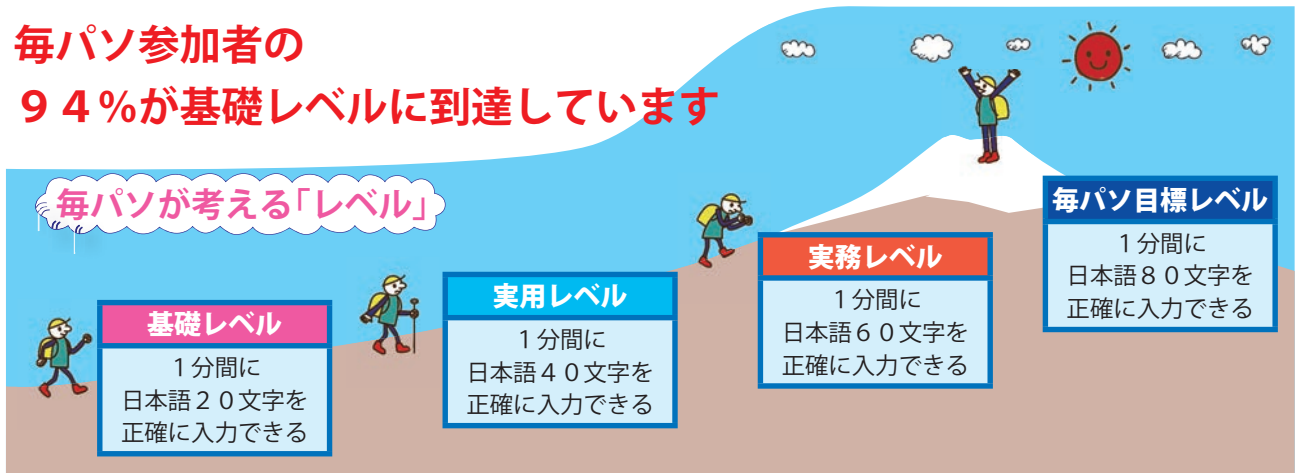 毎パソ参加者の
９４％が基礎レベルに到達しています
毎パソが考える「レベル」
基礎レベル
１分間に
日本語２０文字を
正確に入力できる
実用レベル
１分間に
日本語４０文字を
正確に入力できる
実務レベル
１分間に
日本語６０文字を
正確に入力できる
毎パソ目標レベル
１分間に
日本語８０文字を
正確に入力できる